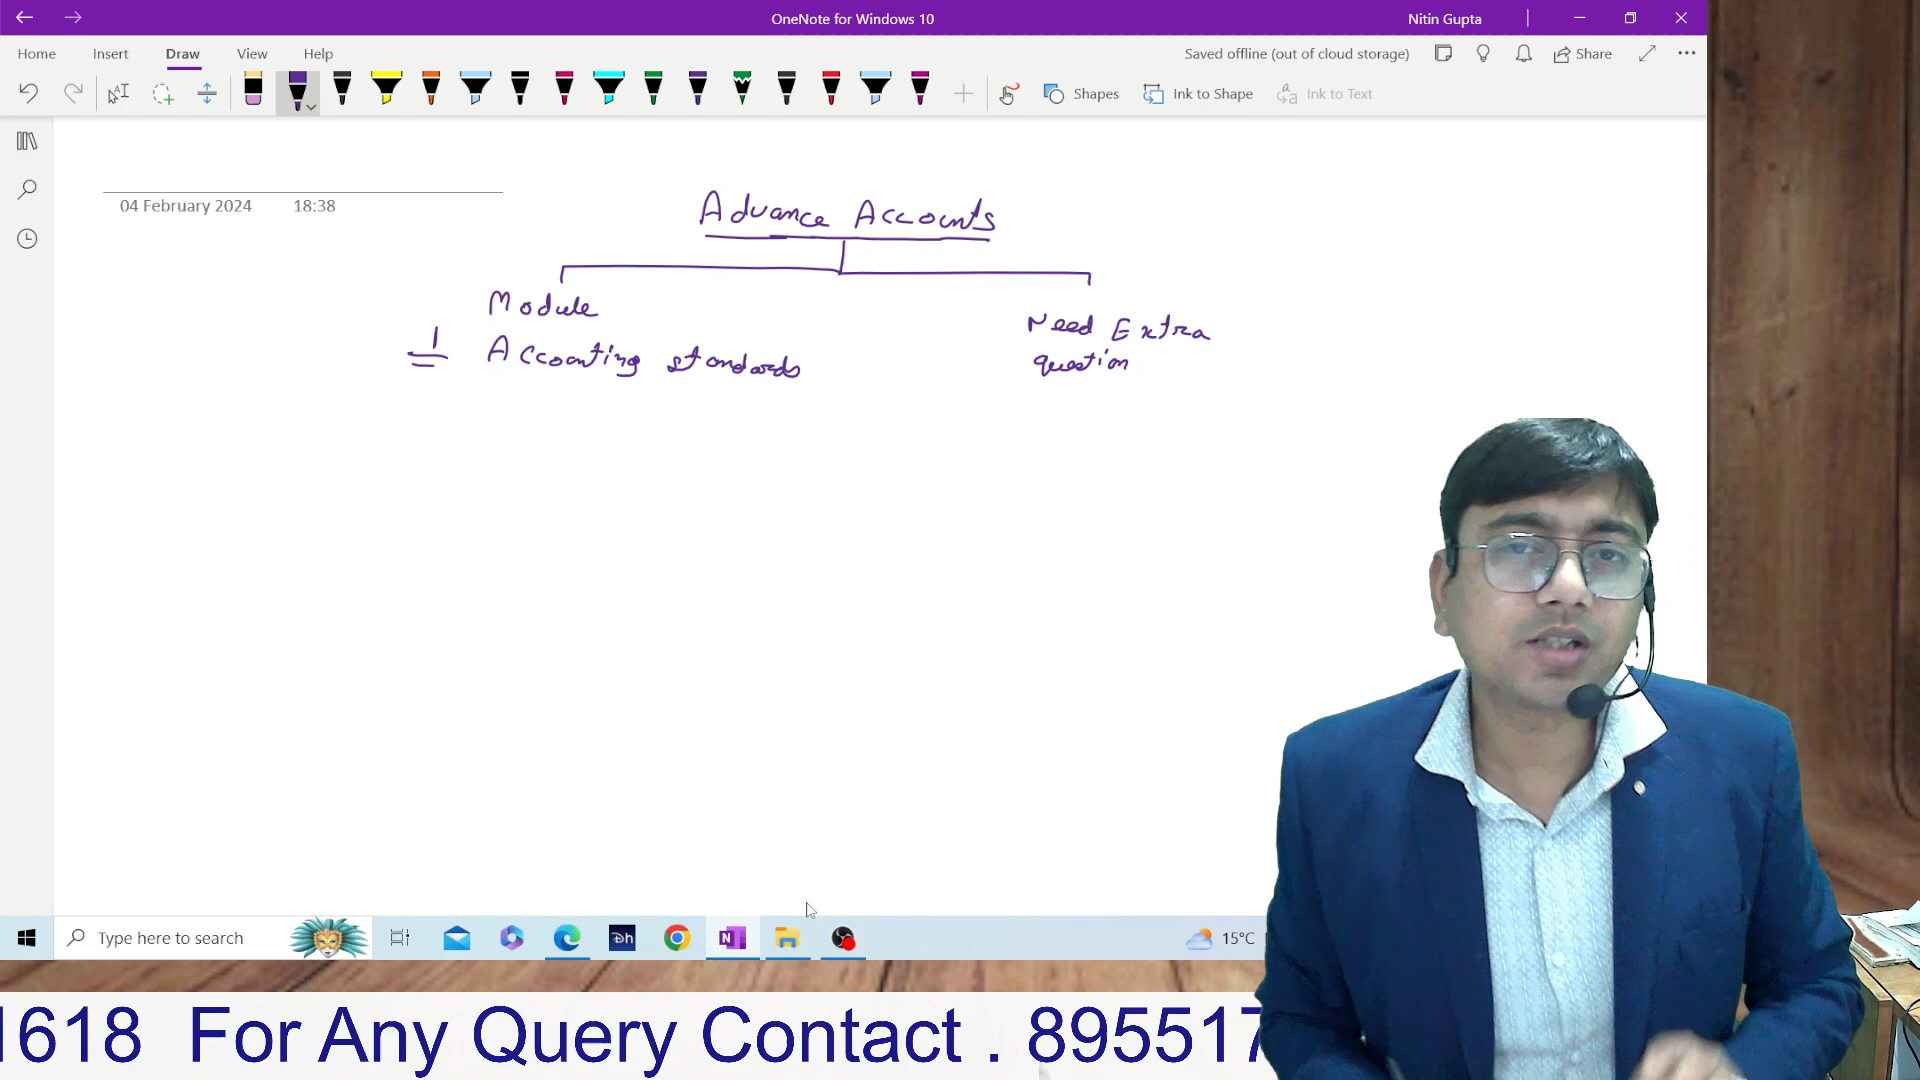 OneNote for Windows 10
Nitin Gupta
Home Insert Draw View Help
Saved offline (out of cloud storage)
Share
Shapes
Ink to Shape
Ink to Text
04 February 2024 18:38
Advance Accounts
Module
Need Extra
question
1 Accounting standards
Type here to search
15°C
1618 For Any Query Contact . 895517